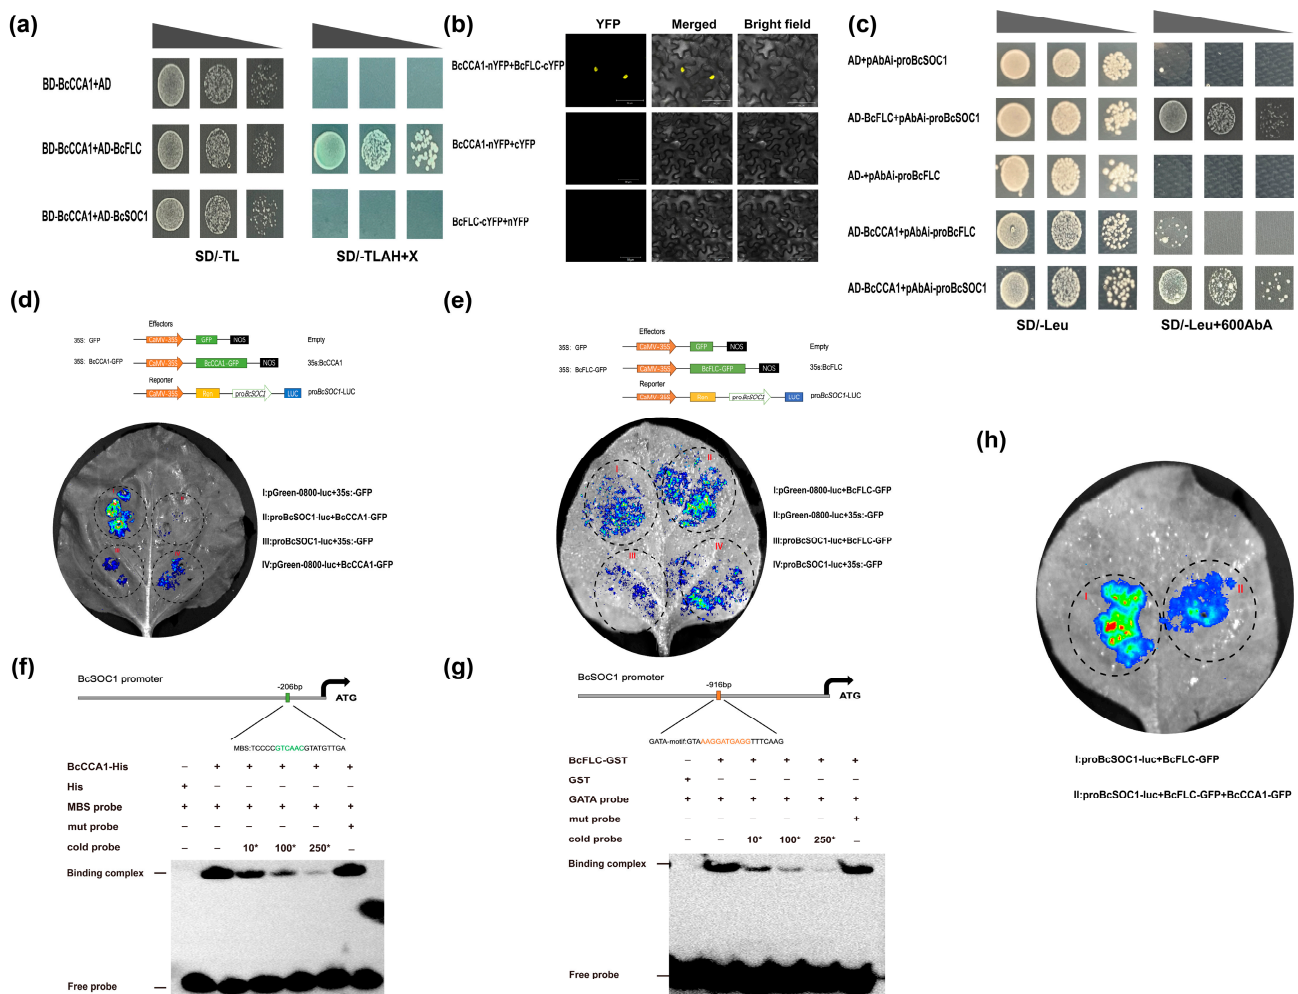 (a)
BD-BcCCA1+AD
BD-BcCCA1+AD-BcFLC
BD-BcCCA1+AD-BcSOC1
SD/-TL
SD/-TLAH+X
(b)
YFP
Merged
Bright field
BcCCA1-nYFP+BcFLC-cYFP
BcCCA1-nYFP+cYFP
BcFLC-cYFP+nYFP
(c)
AD+pAbAi-proBcSOC1
AD-BcFLC+pAbAi-proBcSOC1
AD-+pAbAi-proBcFLC
AD-BcCCA1+pAbAi-proBcFLC
AD-BcCCA1+pAbAi-proBcSOC1
SD/-Leu
SD/-Leu+600AbA
(d)
Effectors
35S: GFP
CaMV-35S
GFP
NOS
Empty
35S: BcCCA1-GFP
CaMV-35S
BcCCA1-GFP
NOS
35s:BcCCA1
Reporter
CaMV-35S
Ren
proBcSOC1
LUC
proBcSOC1-LUC
I:pGreen-0800-luc+35s:-GFP
II:proBcSOC1-luc+BcCCA1-GFP
III:proBcSOC1-luc+35s:-GFP
IV:pGreen-0800-luc+BcCCA1-GFP
(e)
Effectors
35S: GFP
CaMV-35S
GFP
NOS
Empty
35S: BcFLC-GFP
CaMV-35S
BcFLC-GFP
NOS
35s:BcFLC
Reporter
CaMV-35S
Ren
proBcSOC1
LUC
proBcSOC1-LUC
I
II
III
IV
I:pGreen-0800-luc+BcFLC-GFP
II:pGreen-0800-luc+35s:-GFP
III:proBcSOC1-luc+BcFLC-GFP
IV:proBcSOC1-luc+35s:-GFP
(f)
BcSOC1 promoter
-206bp
ATG
MBS:TCCCCGTCAACGTATGTTGA
BcCCA1-His − + + + + +
His + − − − − −
MBS probe + + + + + +
mut probe − − − − − +
cold probe − − 10* 100* 250* −
Binding complex
Free probe
(g)
BcSOC1 promoter
-916bp
ATG
GATA-motif:GTAAAGGATGAGGTTTCAAG
BcFLC-GST − + + + + +
GST + − − − − −
GATA probe + + + + + +
mut probe − − − − − +
cold probe − − 10* 100* 250* −
Binding complex
Free probe
(h)
I
II
I:proBcSOC1-luc+BcFLC-GFP
II:proBcSOC1-luc+BcFLC-GFP+BcCCA1-GFP